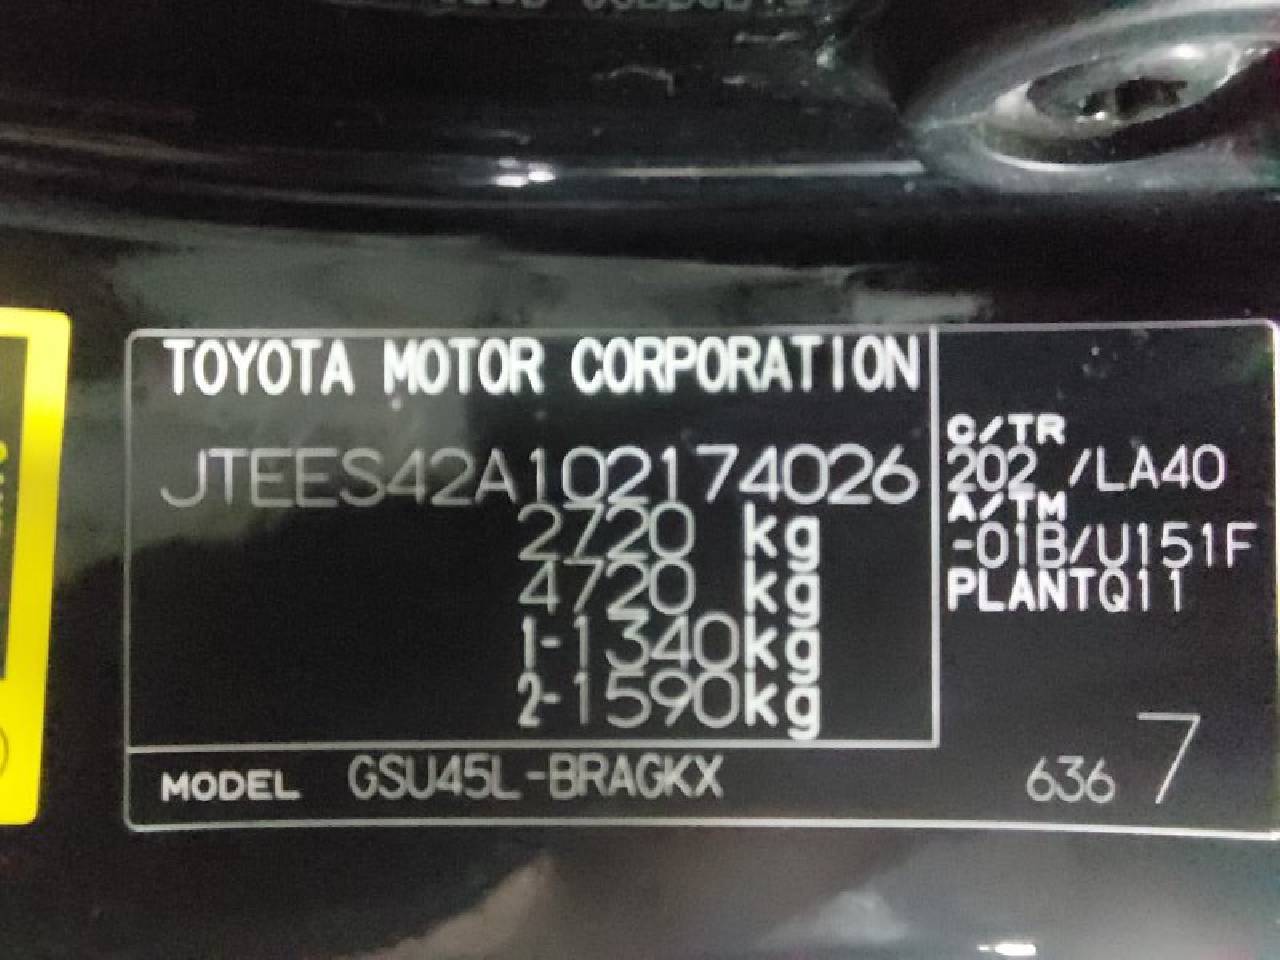 TOYOTA MOTOR CORPORATION
JTEES42A102174026
2720 kg
4720 kg
1-1340kg
2-1590kg
C/TR
202 /LA40
A/TM
-01B/U151F
PLANTQ11
MODEL GSU45L-BRAGKX
636 7